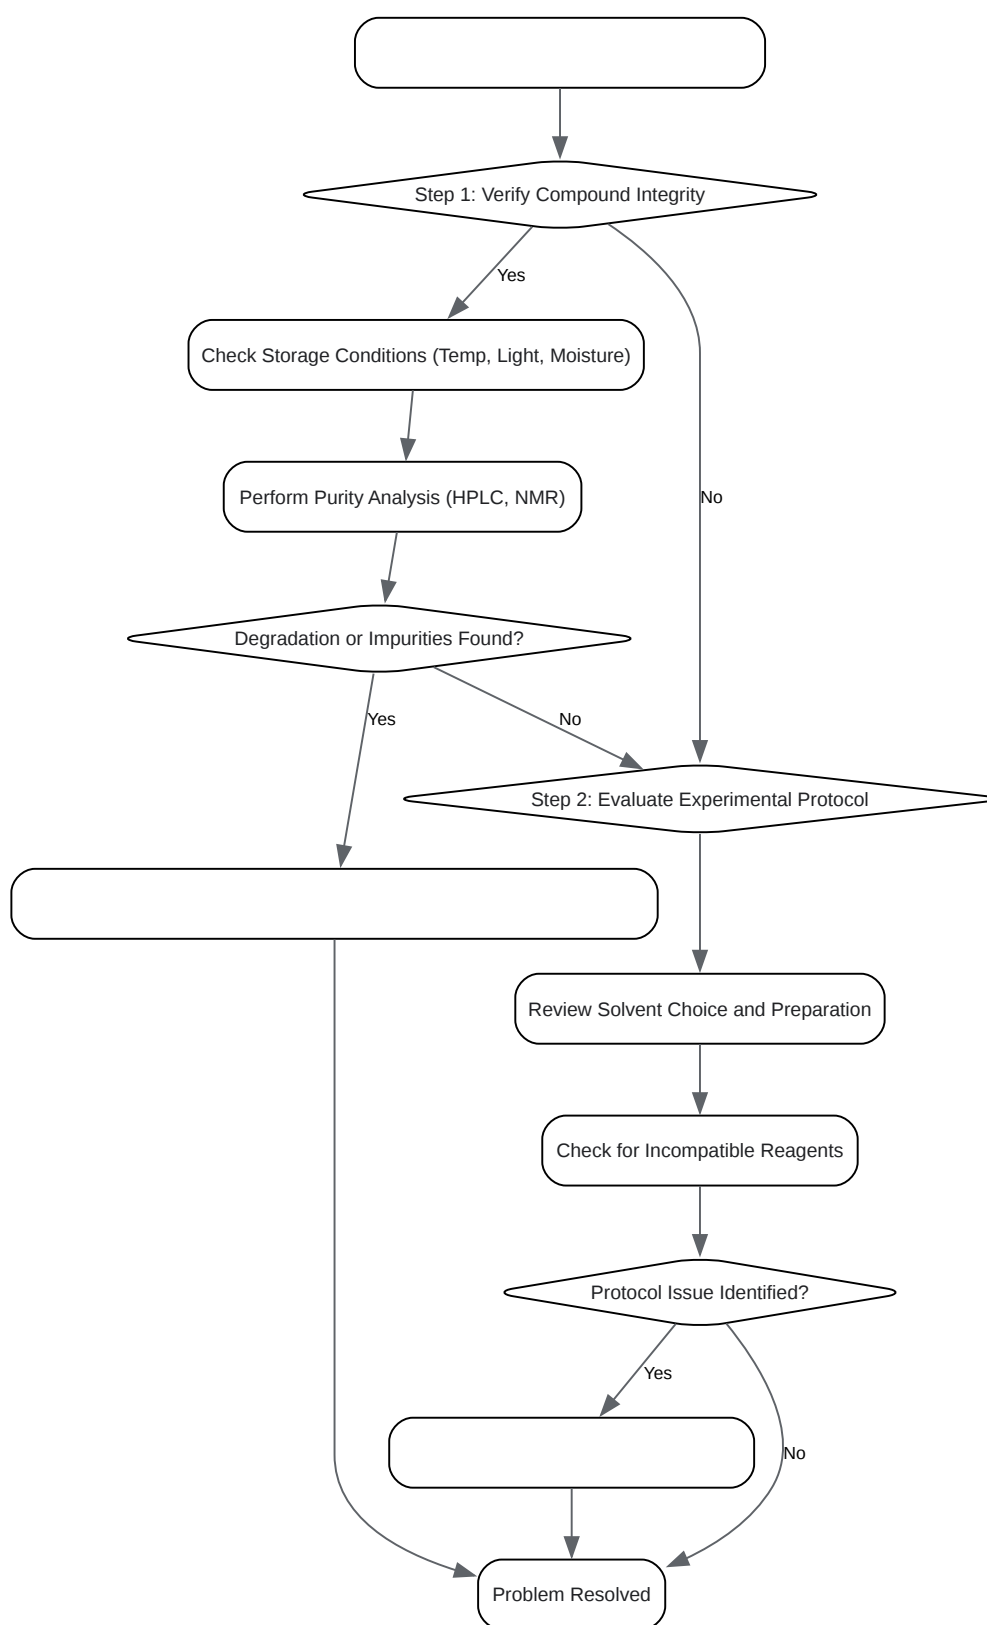 Step 1: Verify Compound Integrity
Yes
Check Storage Conditions (Temp, Light, Moisture)
Perform Purity Analysis (HPLC, NMR)
No
Degradation or Impurities Found?
Yes
No
Step 2: Evaluate Experimental Protocol
Review Solvent Choice and Preparation
Check for Incompatible Reagents
Protocol Issue Identified?
Yes
No
Problem Resolved